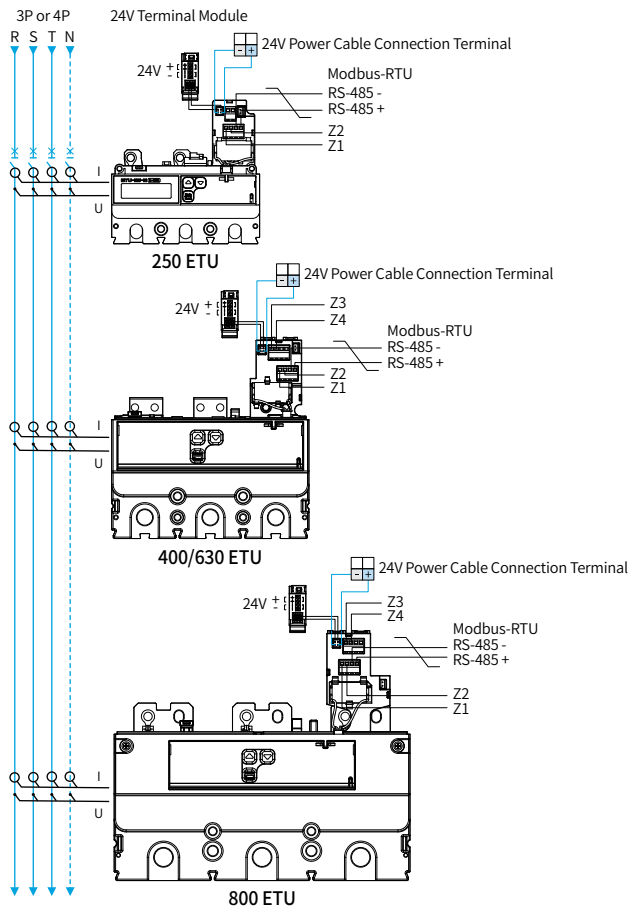 3P or 4P
24V Terminal Module
R S T N
24V Power Cable Connection Terminal
- +
24V + -
Modbus-RTU
RS-485 -
RS-485 +
Z2
Z1
I
U
250 ETU
24V Power Cable Connection Terminal
- +
24V + -
Z3
Z4
Modbus-RTU
RS-485 -
RS-485 +
Z2
Z1
I
U
400/630 ETU
24V Power Cable Connection Terminal
- +
24V + -
Z3
Z4
Modbus-RTU
RS-485 -
RS-485 +
Z2
Z1
I
U
800 ETU